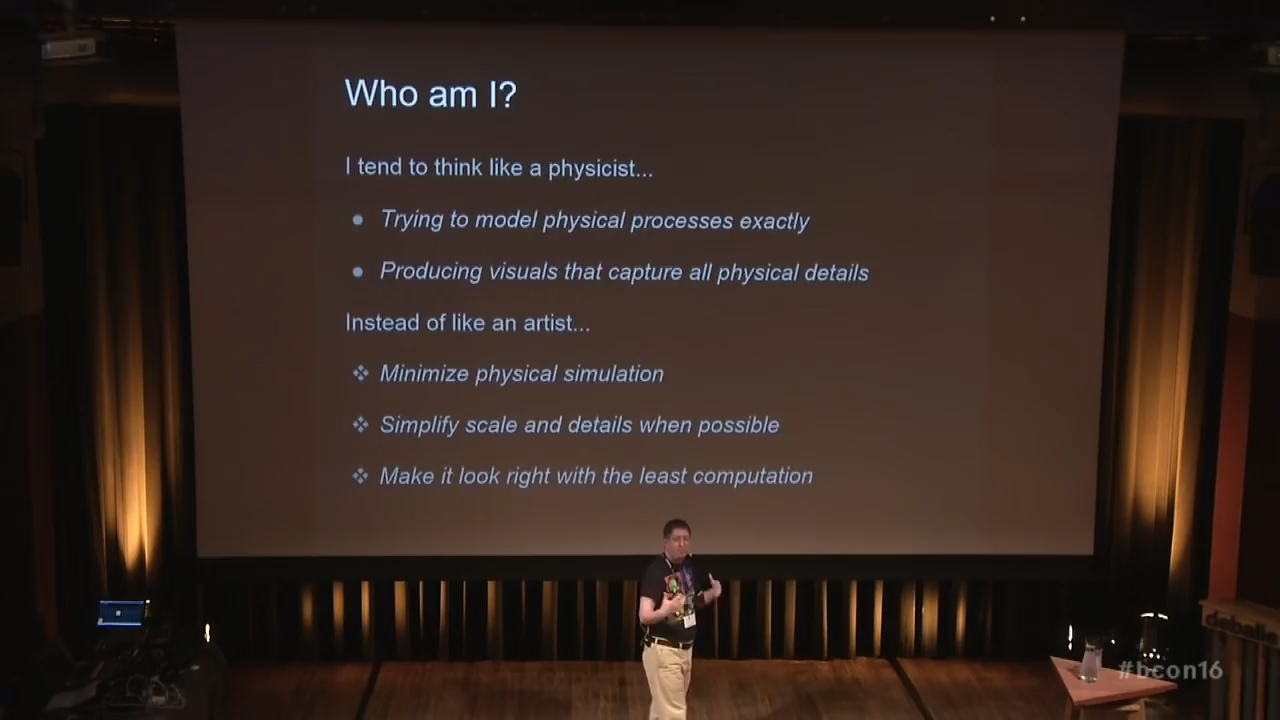 Who am I?
I tend to think like a physicist...
● Trying to model physical processes exactly
● Producing visuals that capture all physical details
Instead of like an artist...
❖ Minimize physical simulation
❖ Simplify scale and details when possible
❖ Make it look right with the least computation
debalie
#bcon16